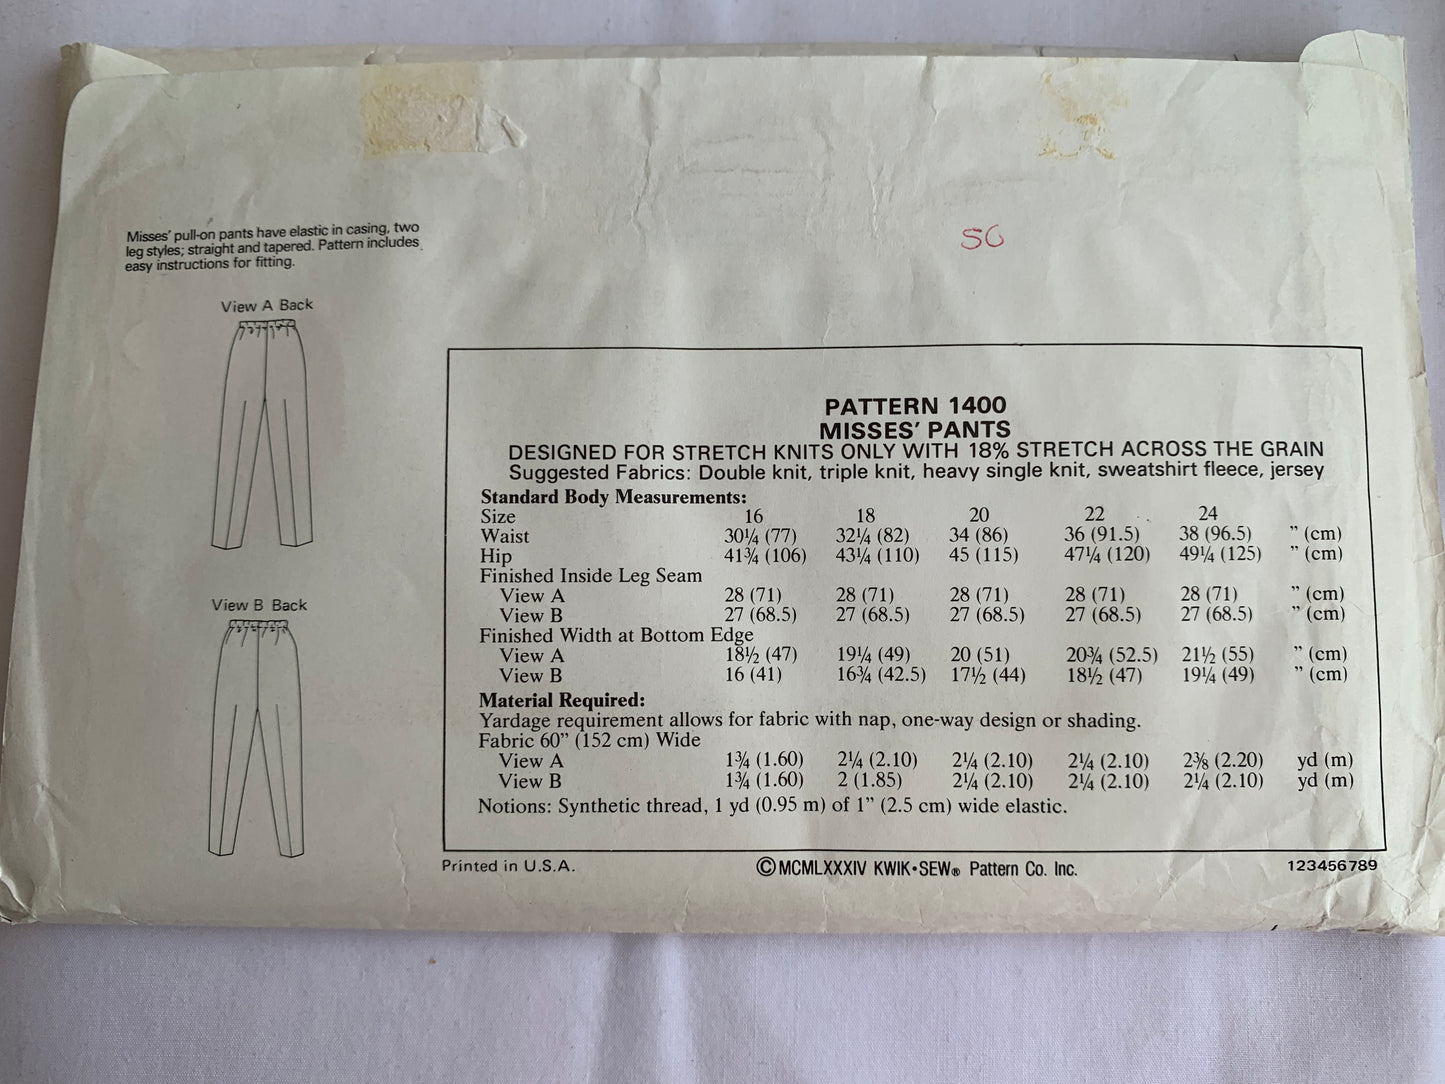 Misses' pull-on pants have elastic in casing, two
leg styles; straight and tapered. Pattern includes
easy instructions for fitting.
View A Back
View B Back
50
PATTERN 1400
MISSES' PANTS
DESIGNED FOR STRETCH KNITS ONLY WITH 18% STRETCH ACROSS THE GRAIN
Suggested Fabrics: Double knit, triple knit, heavy single knit, sweatshirt fleece, jersey
Standard Body Measurements:
Size 16 18 20 22 24
Waist 30¼ (77) 32¼ (82) 34 (86) 36 (91.5) 38 (96.5) ” (cm)
Hip 41¾ (106) 43¼ (110) 45 (115) 47¼ (120) 49¼ (125) ” (cm)
Finished Inside Leg Seam
View A 28 (71) 28 (71) 28 (71) 28 (71) 28 (71) ” (cm)
View B 27 (68.5) 27 (68.5) 27 (68.5) 27 (68.5) 27 (68.5) ” (cm)
Finished Width at Bottom Edge
View A 18½ (47) 19¼ (49) 20 (51) 20¾ (52.5) 21½ (55) ” (cm)
View B 16 (41) 16¾ (42.5) 17½ (44) 18½ (47) 19¼ (49) ” (cm)
Material Required:
Yardage requirement allows for fabric with nap, one-way design or shading.
Fabric 60” (152 cm) Wide
View A 1¾ (1.60) 2¼ (2.10) 2¼ (2.10) 2¼ (2.10) 2⅜ (2.20) yd (m)
View B 1¾ (1.60) 2 (1.85) 2¼ (2.10) 2¼ (2.10) 2¼ (2.10) yd (m)
Notions: Synthetic thread, 1 yd (0.95 m) of 1” (2.5 cm) wide elastic.
Printed in U.S.A.
©MCMLXXXIV KWIK•SEW® Pattern Co. Inc.
123456789